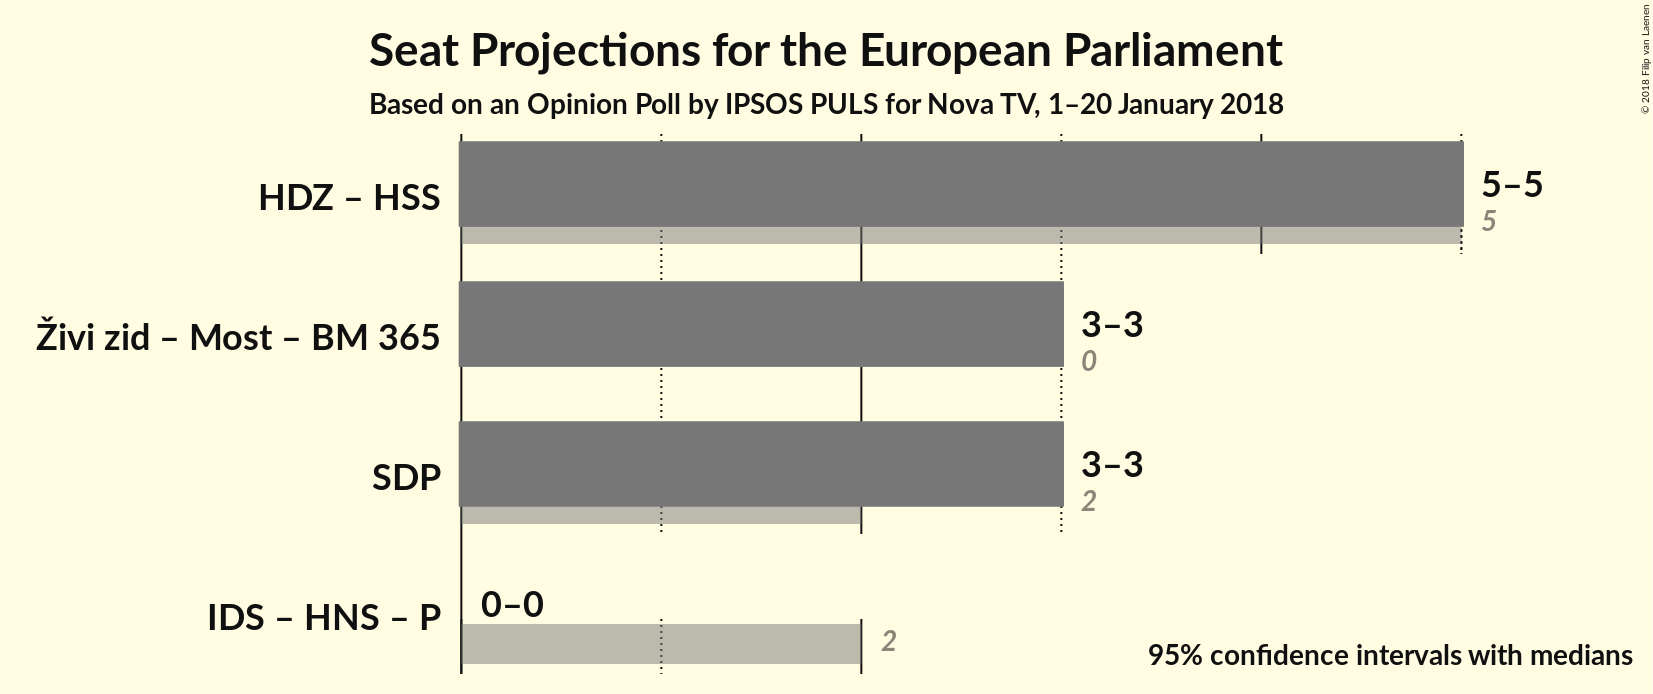 Seat Projections for the European Parliament
Based on an Opinion Poll by IPSOS PULS for Nova TV, 1–20 January 2018
© 2018 Filip van Laenen
HDZ – HSS
5–5
5
Živi zid – Most – BM 365
3–3
0
SDP
3–3
2
IDS – HNS – P
0–0
2
95% confidence intervals with medians